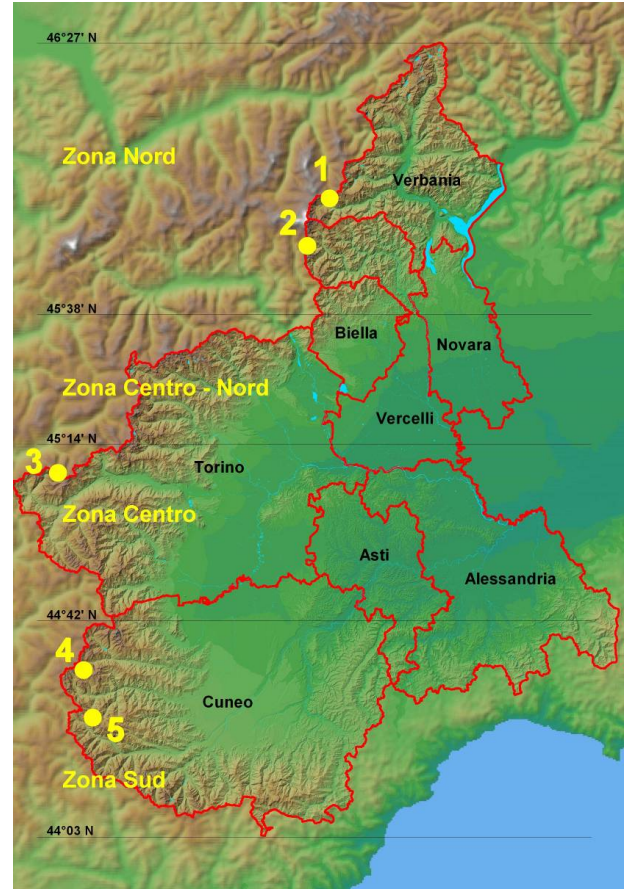 46°27' N
Zona Nord
1
Verbania
2
45°38' N
Biella
Novara
Zona Centro - Nord
Vercelli
45°14' N
3
Torino
Zona Centro
Asti
Alessandria
44°42' N
4
Cuneo
5
Zona Sud
44°03 N